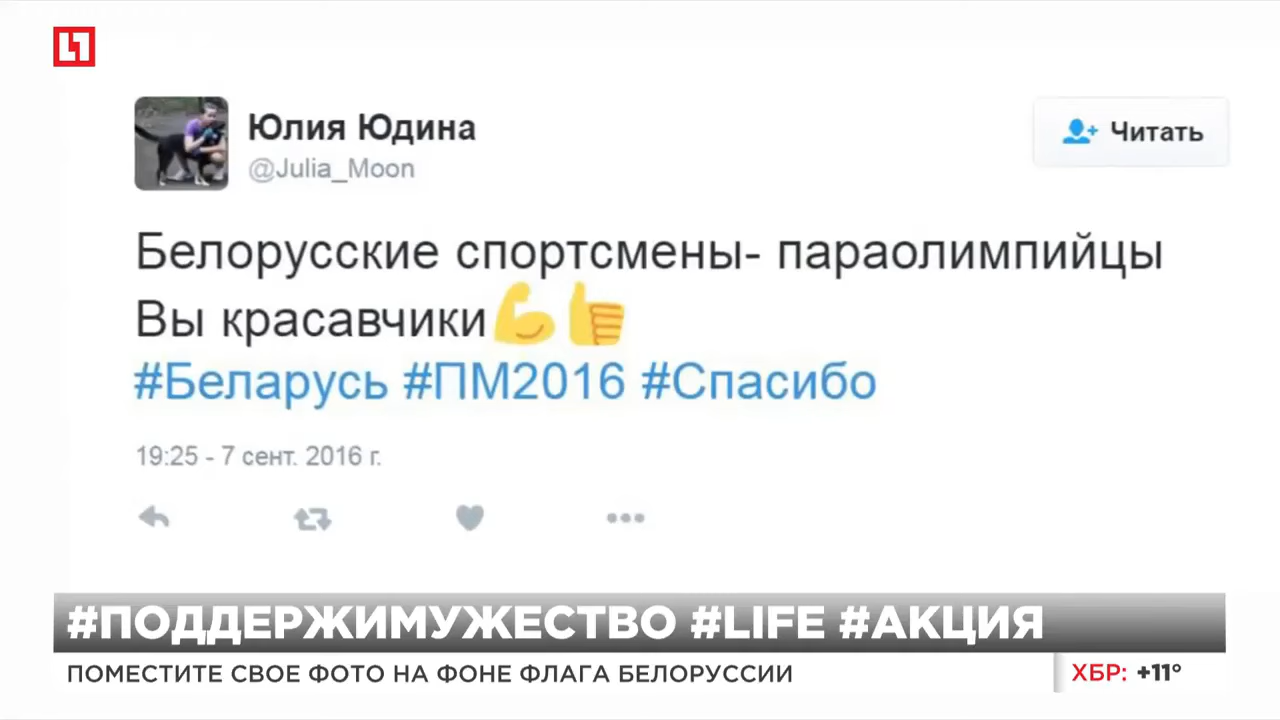 Юлия Юдина
@Julia_Moon
Читать
Белорусские спортсмены- параолимпийцы
Вы красавчики💪👍
#Беларусь #ПМ2016 #Спасибо
19:25 - 7 сент. 2016 г.
#ПОДДЕРЖИМУЖЕСТВО #LIFE #АКЦИЯ
ПОМЕСТИТЕ СВОЕ ФОТО НА ФОНЕ ФЛАГА БЕЛОРУССИИ
ХБР: +11°